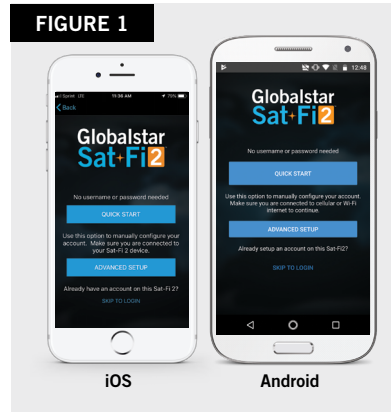 FIGURE 1
Sprint LTE 11:36 AM 79%
Back
Globalstar
Sat-Fi2
No username or password needed
QUICK START
Use this option to manually configure your
account. Make sure you are connected to
your Sat-Fi 2 device.
ADVANCED SETUP
Already have an account on this Sat-Fi 2?
SKIP TO LOGIN
iOS
12:48
Globalstar
Sat-Fi2
No username or password needed
QUICK START
Use this option to manually configure your account.
Make sure you are connected to cellular or Wi-Fi
internet to continue.
ADVANCED SETUP
Already setup an account on this Sat-Fi2?
SKIP TO LOGIN
Android